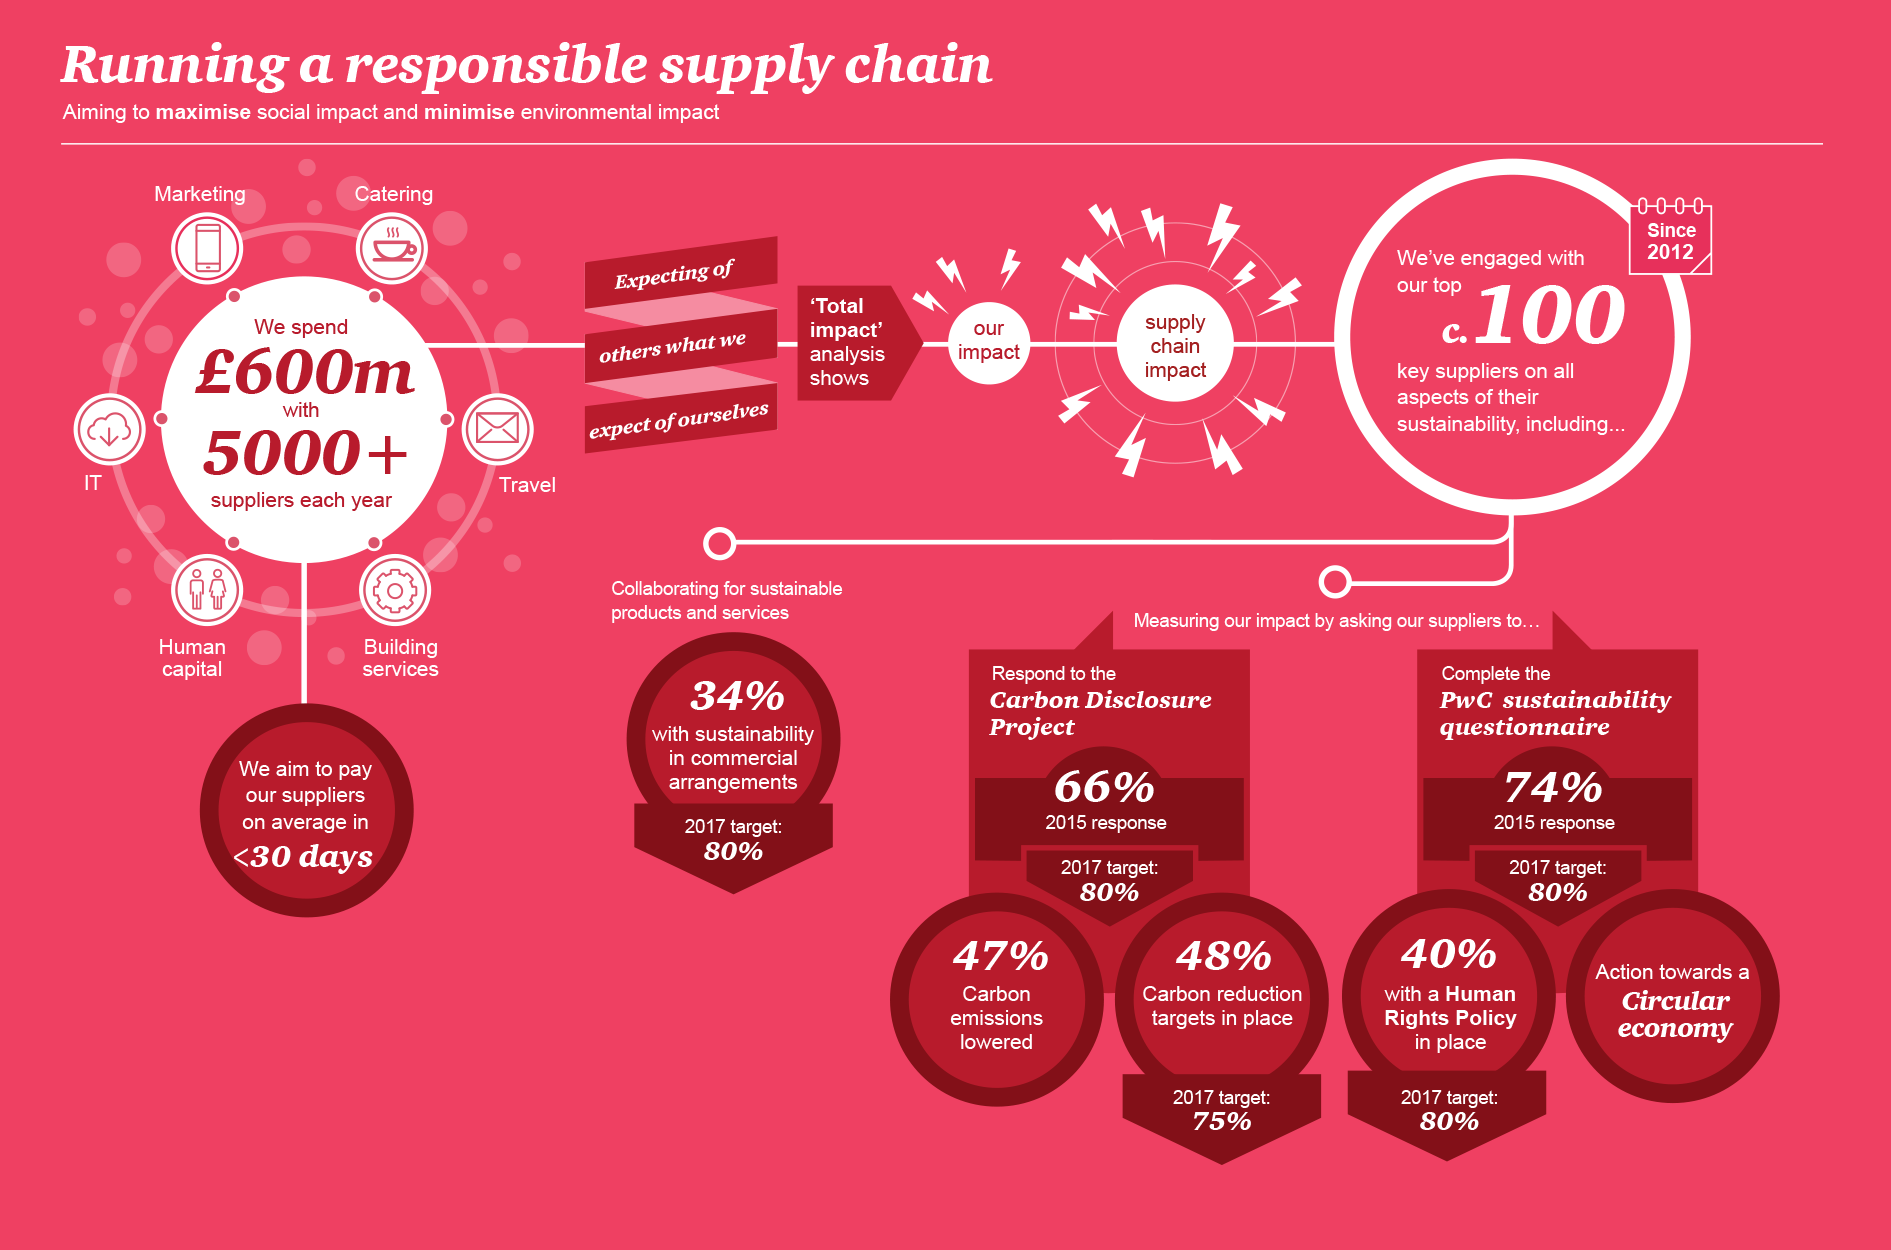 Running a responsible supply chain
Aiming to maximise social impact and minimise environmental impact
Marketing
Catering
IT
Travel
Human
capital
Building
services
We spend
£600m
with
5000+
suppliers each year
We aim to pay
our suppliers
on average in
<30 days
Expecting of
others what we
expect of ourselves
‘Total
impact’
analysis
shows
our
impact
supply
chain
impact
Since
2012
We’ve engaged with
our top
c.100
key suppliers on all
aspects of their
sustainability, including...
Collaborating for sustainable
products and services
34%
with sustainability
in commercial
arrangements
2017 target:
80%
Measuring our impact by asking our suppliers to…
Respond to the
Carbon Disclosure
Project
66%
2015 response
2017 target:
80%
47%
Carbon
emissions
lowered
48%
Carbon reduction
targets in place
2017 target:
75%
Complete the
PwC sustainability
questionnaire
74%
2015 response
2017 target:
80%
40%
with a Human
Rights Policy
in place
2017 target:
80%
Action towards a
Circular
economy